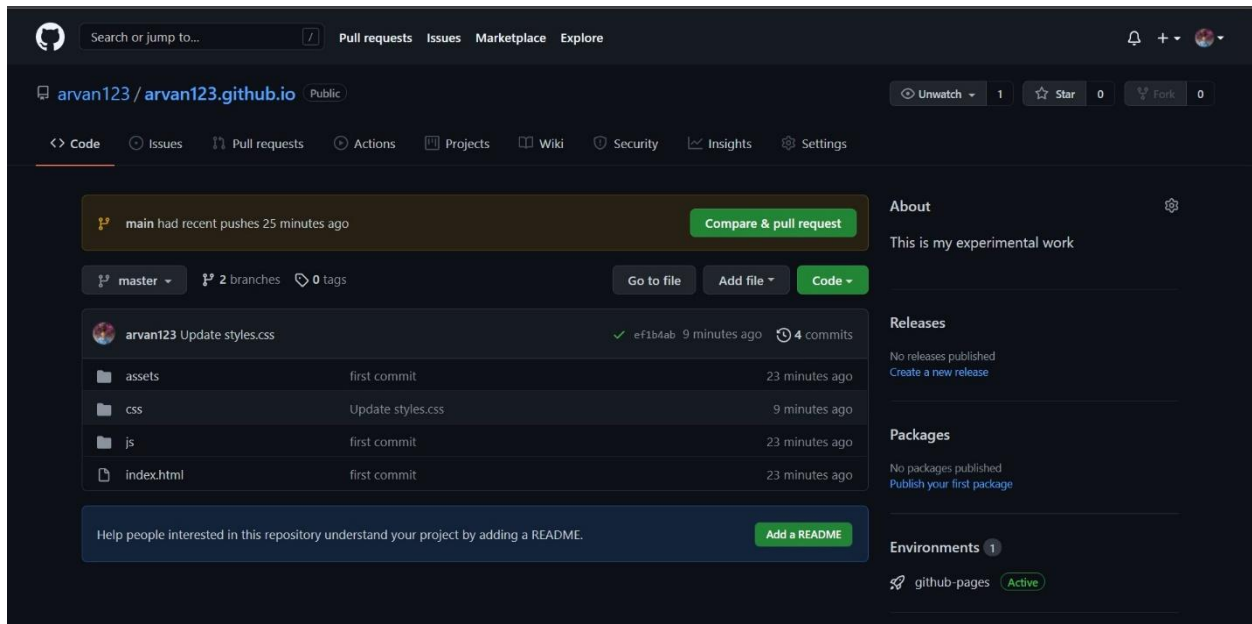 Search or jump to... / Pull requests Issues Marketplace Explore
arvan123 / arvan123.github.io Public
Unwatch 1 Star 0 Fork 0
Code Issues Pull requests Actions Projects Wiki Security Insights Settings
main had recent pushes 25 minutes ago Compare & pull request
master 2 branches 0 tags Go to file Add file Code
arvan123 Update styles.css ef1b4ab 9 minutes ago 4 commits
assets first commit 23 minutes ago
css Update styles.css 9 minutes ago
js first commit 23 minutes ago
index.html first commit 23 minutes ago
Help people interested in this repository understand your project by adding a README. Add a README
About
This is my experimental work
Releases
No releases published
Create a new release
Packages
No packages published
Publish your first package
Environments 1
github-pages Active